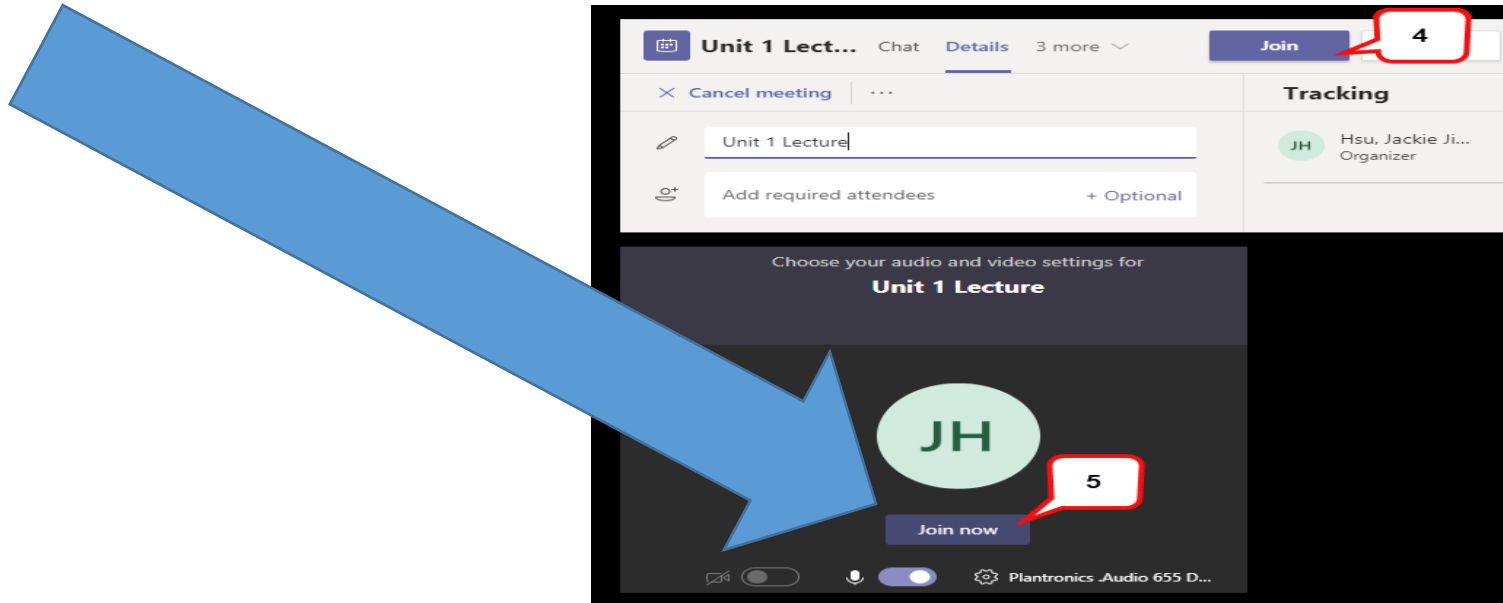 Unit 1 Lect... Chat Details 3 more Join 4
Cancel meeting ... Tracking
Unit 1 Lecture JH Hsu, Jackie Ji...
Organizer
Add required attendees + Optional
Choose your audio and video settings for
Unit 1 Lecture
JH
5
Join now
Plantronics .Audio 655 D...